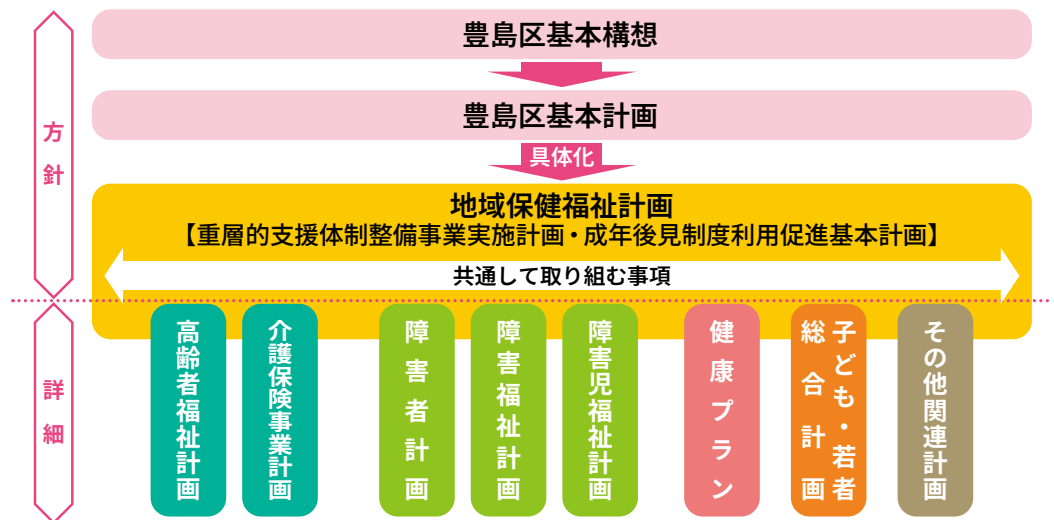 豊島区基本構想
豊島区基本計画
具体化
方針
地域保健福祉計画
【重層的支援体制整備事業実施計画・成年後見制度利用促進基本計画】
共通して取り組む事項
詳細
高齢者福祉計画
介護保険事業計画
障害者計画
障害福祉計画
障害児福祉計画
健康プラン
子ども・若者
総合計画
その他関連計画